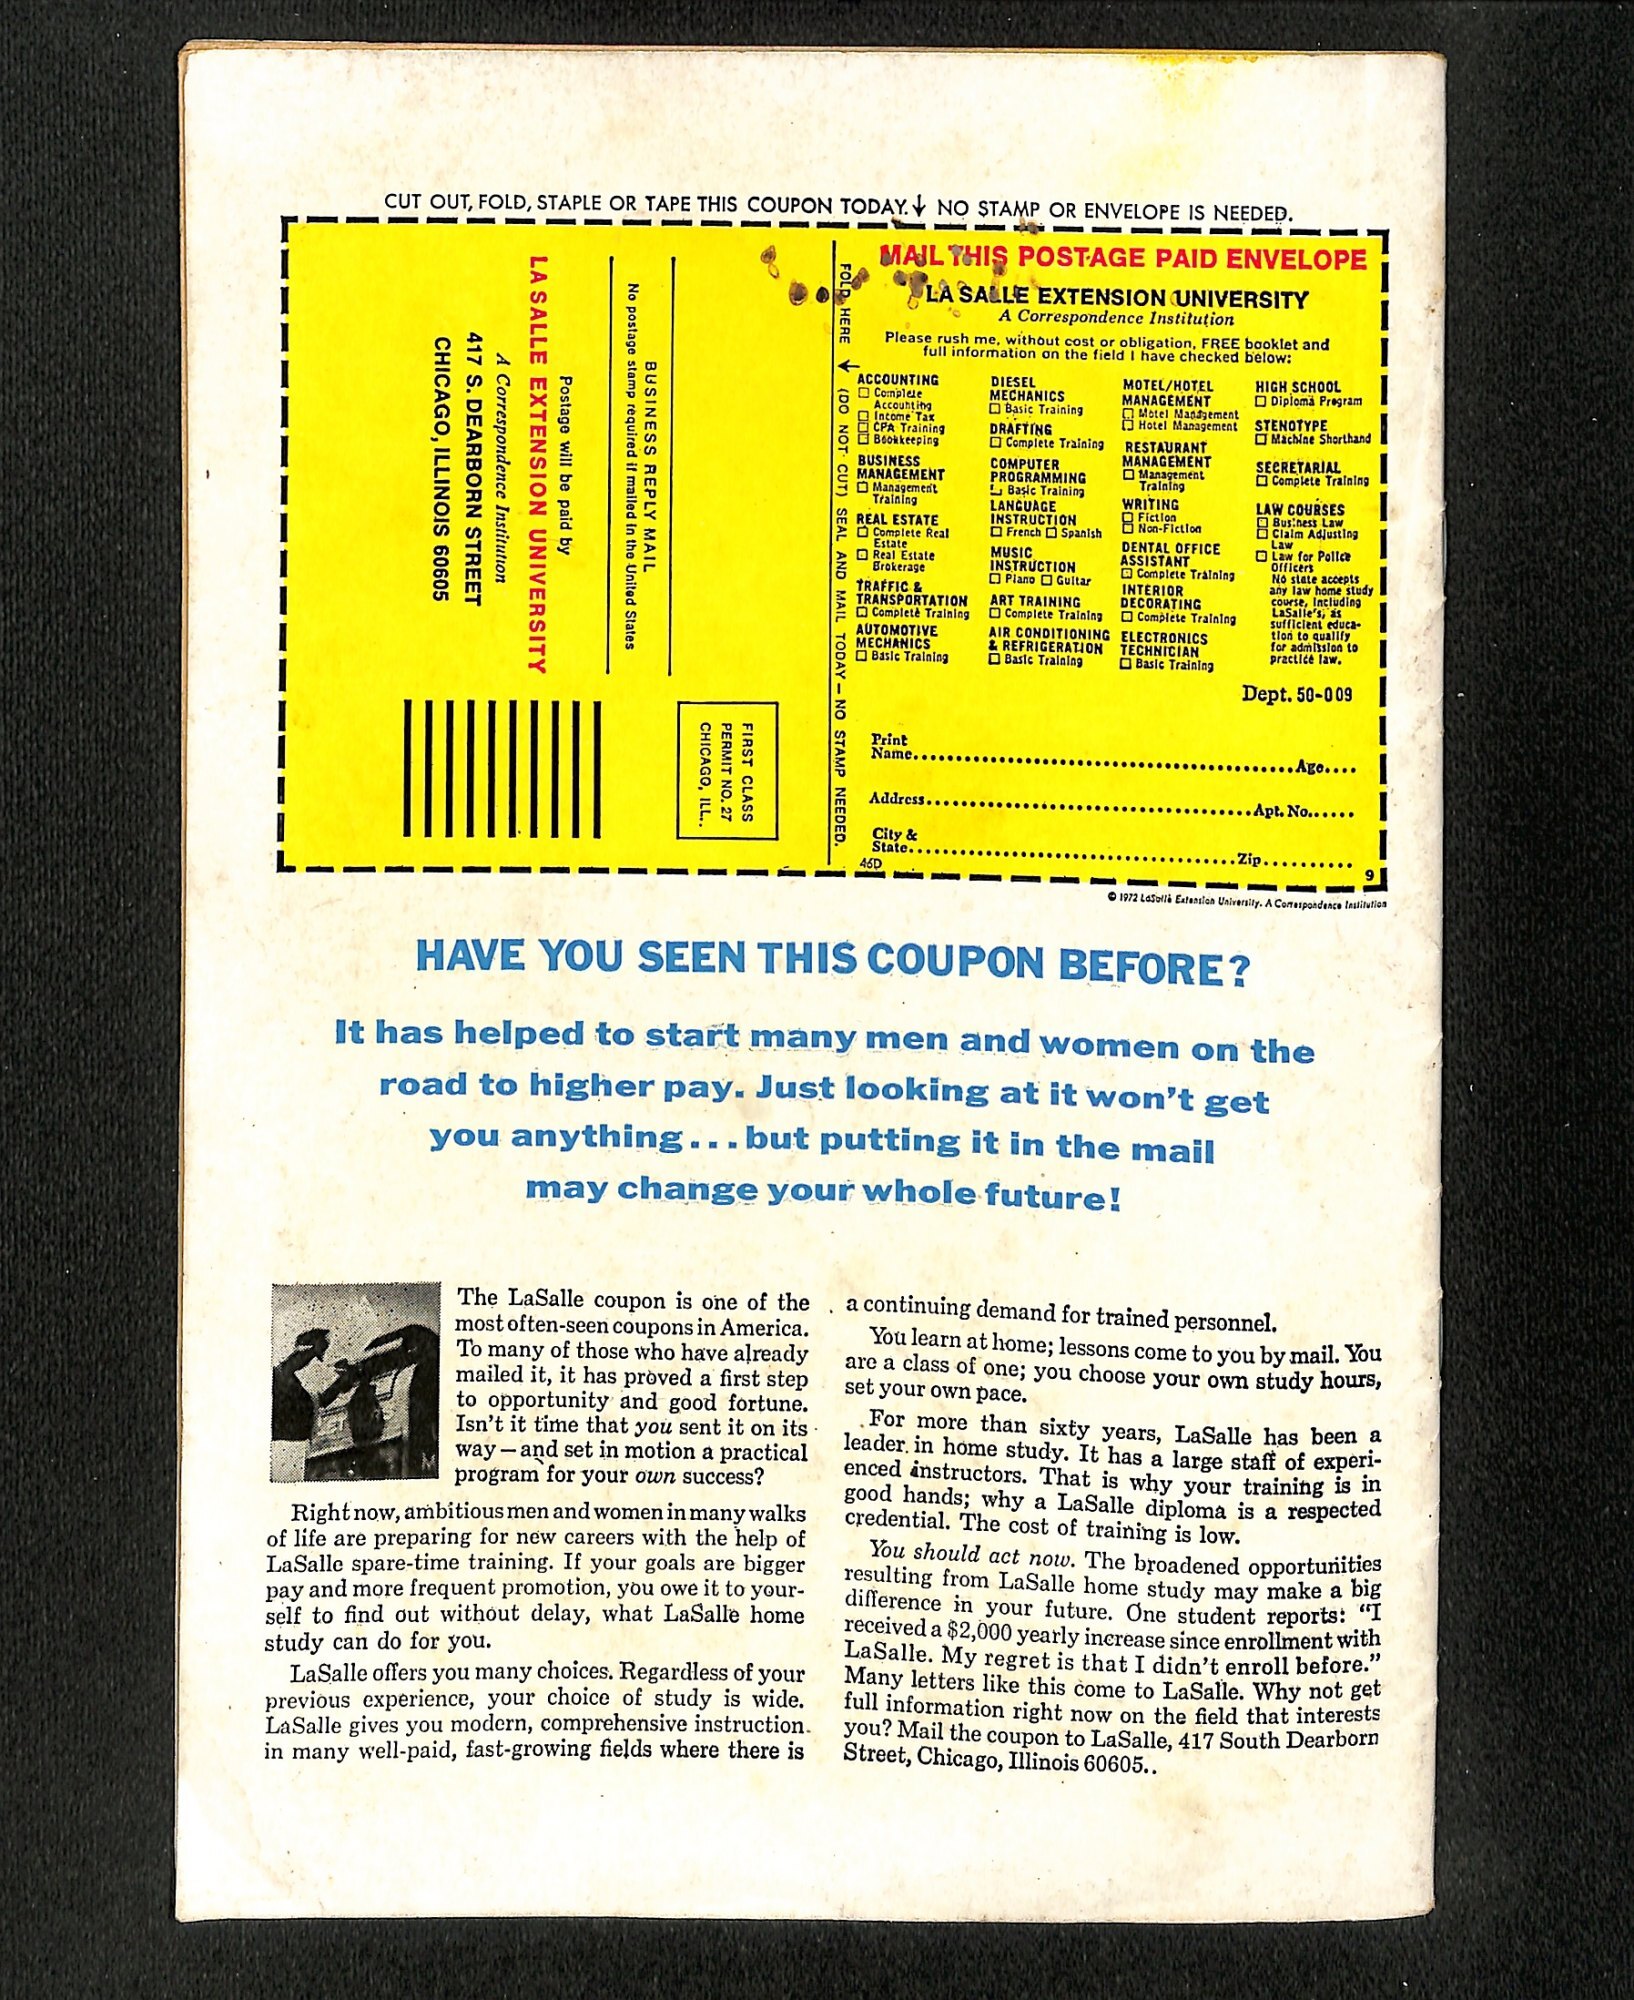 CUT OUT, FOLD, STAPLE OR TAPE THIS COUPON TODAY. ↓ NO STAMP OR ENVELOPE IS NEEDED.
FIRST CLASS
PERMIT NO. 27
CHICAGO, ILL..
BUSINESS REPLY MAIL
No postage stamp required if mailed in the United States
Postage will be paid by
LA SALLE EXTENSION UNIVERSITY
A Correspondence Institution
417 S. DEARBORN STREET
CHICAGO, ILLINOIS 60605
FOLD HERE ↓ (DO NOT CUT) SEAL AND MAIL TODAY — NO STAMP NEEDED.
MAIL THIS POSTAGE PAID ENVELOPE
LA SALLE EXTENSION UNIVERSITY
A Correspondence Institution
Please rush me, without cost or obligation, FREE booklet and
full information on the field I have checked below:
ACCOUNTING
☐ Complete
Accounting
☐ Income Tax
☐ CPA Training
☐ Bookkeeping
BUSINESS
MANAGEMENT
☐ Management
Training
REAL ESTATE
☐ Complete Real
Estate
☐ Real Estate
Brokerage
TRAFFIC &
TRANSPORTATION
☐ Complete Training
AUTOMOTIVE
MECHANICS
☐ Basic Training
DIESEL
MECHANICS
☐ Basic Training
DRAFTING
☐ Complete Training
COMPUTER
PROGRAMMING
☐ Basic Training
LANGUAGE
INSTRUCTION
☐ French ☐ Spanish
MUSIC
INSTRUCTION
☐ Piano ☐ Guitar
ART TRAINING
☐ Complete Training
AIR CONDITIONING
& REFRIGERATION
☐ Basic Training
MOTEL/HOTEL
MANAGEMENT
☐ Motel Management
☐ Hotel Management
RESTAURANT
MANAGEMENT
☐ Management
Training
WRITING
☐ Fiction
☐ Non-Fiction
DENTAL OFFICE
ASSISTANT
☐ Complete Training
INTERIOR
DECORATING
☐ Complete Training
ELECTRONICS
TECHNICIAN
☐ Basic Training
HIGH SCHOOL
☐ Diploma Program
STENOTYPE
☐ Machine Shorthand
SECRETARIAL
☐ Complete Training
LAW COURSES
☐ Business Law
☐ Claim Adjusting
Law
☐ Law for Police
Officers
No state accepts
any law home study
course, including
LaSalle's, as
sufficient educa-
tion to qualify
for admission to
practice law.
Dept. 50-009
Print
Name........Age....
Address........Apt. No......
City &
State........Zip..........
46D
9
© 1972 LaSalle Extension University. A Correspondence Institution
HAVE YOU SEEN THIS COUPON BEFORE?
It has helped to start many men and women on the
road to higher pay. Just looking at it won't get
you anything...but putting it in the mail
may change your whole future!
The LaSalle coupon is one of the
most often-seen coupons in America.
To many of those who have already
mailed it, it has proved a first step
to opportunity and good fortune.
Isn't it time that you sent it on its
way — and set in motion a practical
program for your own success?
Right now, ambitious men and women in many walks
of life are preparing for new careers with the help of
LaSalle spare-time training. If your goals are bigger
pay and more frequent promotion, you owe it to your-
self to find out without delay, what LaSalle home
study can do for you.
LaSalle offers you many choices. Regardless of your
previous experience, your choice of study is wide.
LaSalle gives you modern, comprehensive instruction
in many well-paid, fast-growing fields where there is
a continuing demand for trained personnel.
You learn at home; lessons come to you by mail. You
are a class of one; you choose your own study hours,
set your own pace.
For more than sixty years, LaSalle has been a
leader in home study. It has a large staff of experi-
enced instructors. That is why your training is in
good hands; why a LaSalle diploma is a respected
credential. The cost of training is low.
You should act now. The broadened opportunities
resulting from LaSalle home study may make a big
difference in your future. One student reports: "I
received a $2,000 yearly increase since enrollment with
LaSalle. My regret is that I didn't enroll before."
Many letters like this come to LaSalle. Why not get
full information right now on the field that interests
you? Mail the coupon to LaSalle, 417 South Dearborn
Street, Chicago, Illinois 60605..